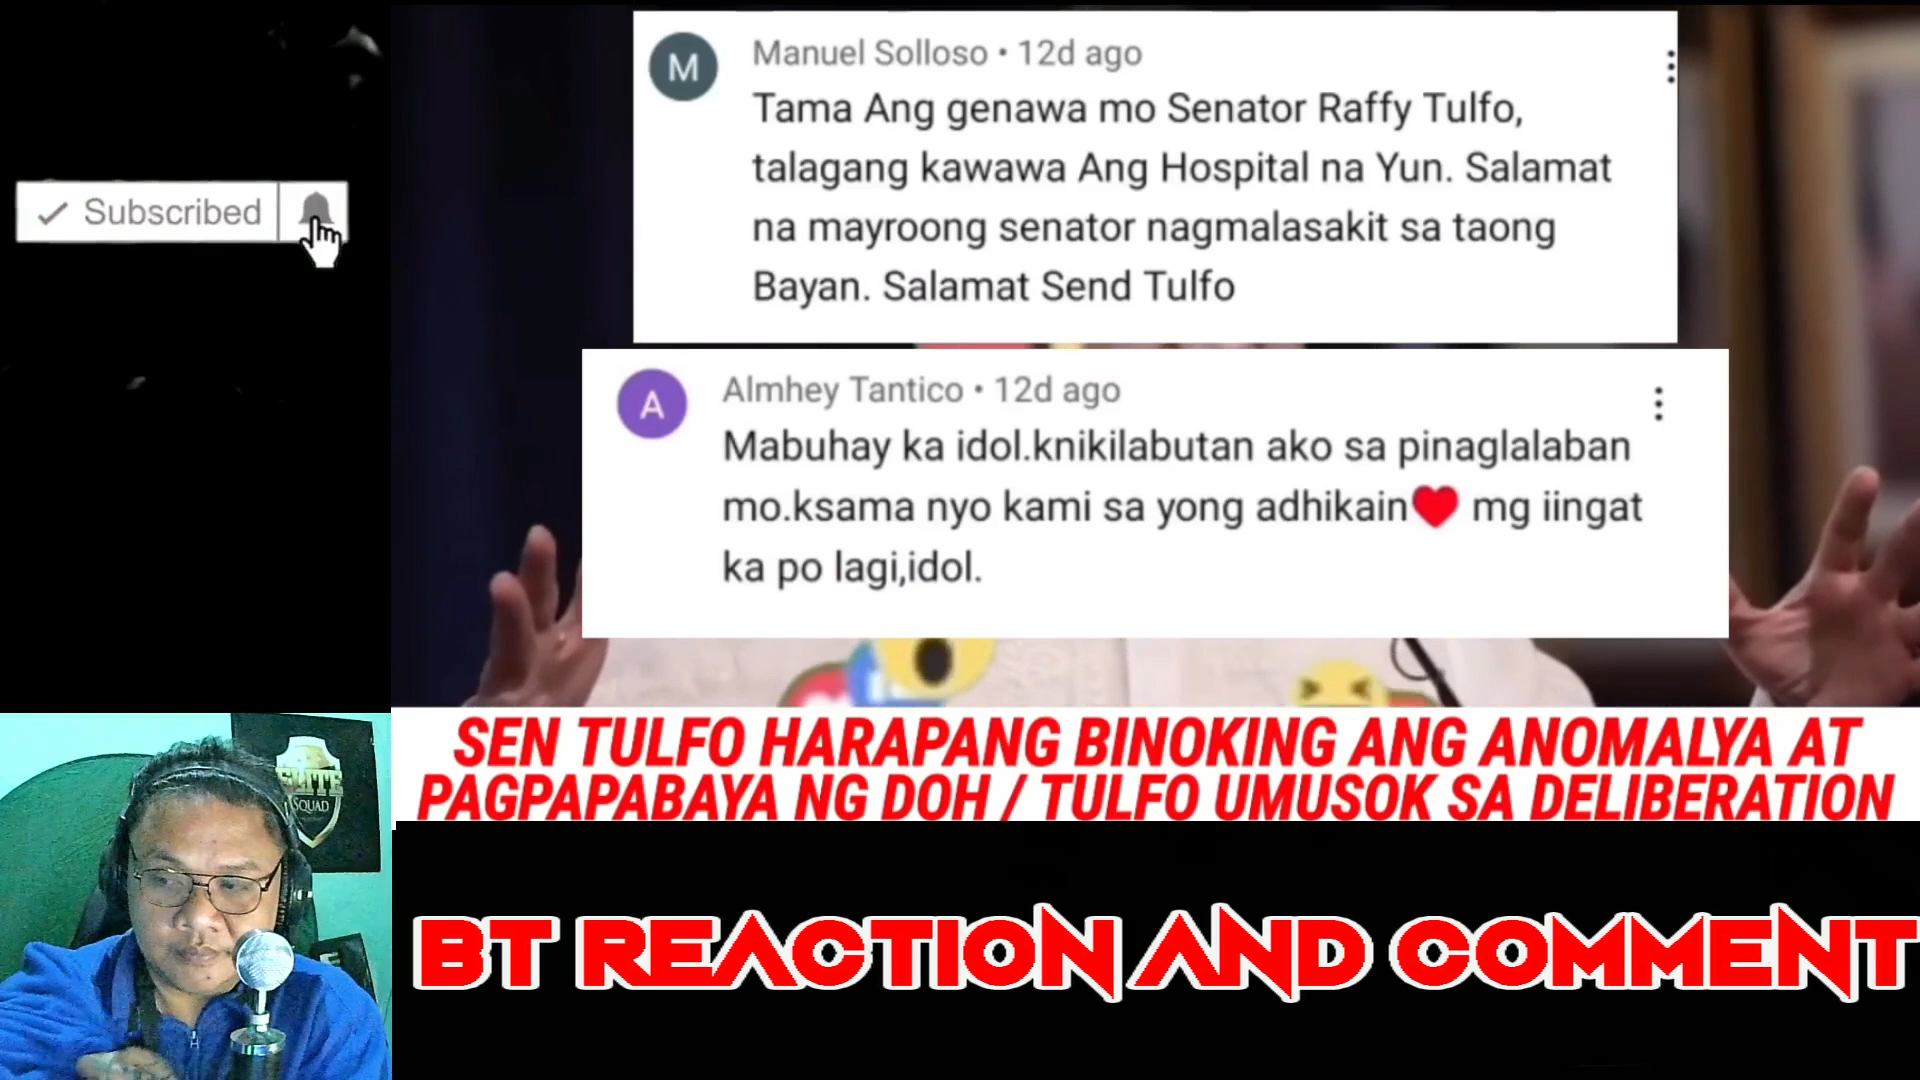 Manuel Solloso • 12d ago
M
Tama Ang genawa mo Senator Raffy Tulfo,
talagang kawawa Ang Hospital na Yun. Salamat
na mayroong senator nagmalasakit sa taong
Bayan. Salamat Send Tulfo
Subscribed
Almhey Tantico • 12d ago
A
Mabuhay ka idol.knikilabutan ako sa pinaglalaban
mo.ksama nyo kami sa yong adhikain❤ mg iingat
ka po lagi,idol.
SEN TULFO HARAPANG BINOKING ANG ANOMALYA AT
PAGPAPABAYA NG DOH / TULFO UMUSOK SA DELIBERATION
ELITE
SQUAD
BT REACTION AND COMMENT